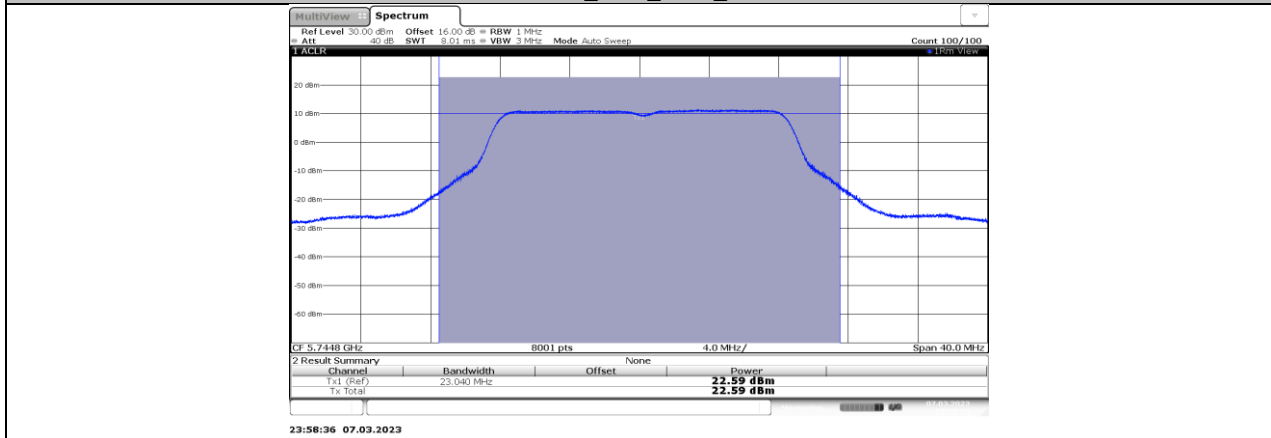 MultiView Spectrum
Ref Level 30.00 dBm Offset 16.00 dB RBW 1 MHz
Att 40 dB SWT 8.01 ms VBW 3 MHz Mode Auto Sweep Count 100/100
1 ACLR 1Rm View
20 dBm
10 dBm
0 dBm
-10 dBm
-20 dBm
-30 dBm
-40 dBm
-50 dBm
-60 dBm
CF 5.7448 GHz 8001 pts 4.0 MHz/ Span 40.0 MHz
2 Result Summary None
Channel Bandwidth Offset Power
Tx1 (Ref) 23.040 MHz 22.59 dBm
Tx Total 22.59 dBm
07.03.2023
23:58:36 07.03.2023